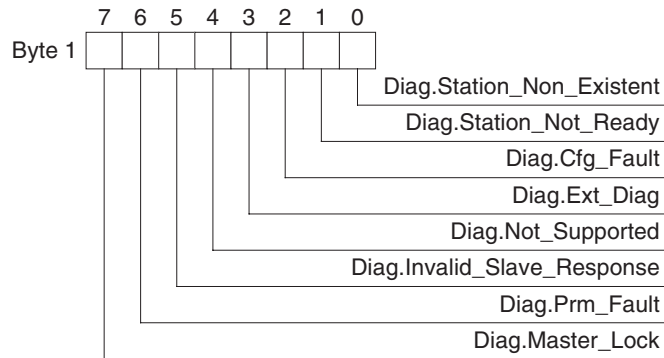 7 6 5 4 3 2 1 0
Byte 1
Diag.Station_Non_Existent
Diag.Station_Not_Ready
Diag.Cfg_Fault
Diag.Ext_Diag
Diag.Not_Supported
Diag.Invalid_Slave_Response
Diag.Prm_Fault
Diag.Master_Lock